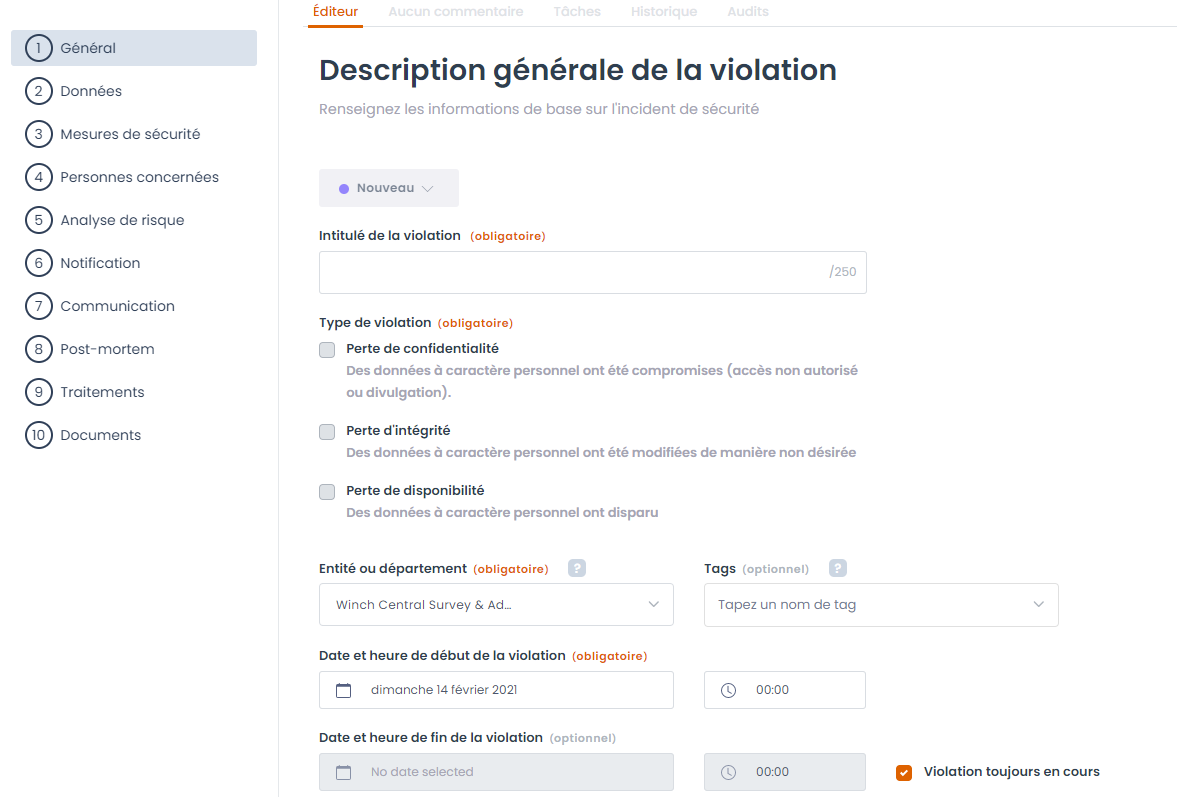 Éditeur
Aucun commentaire
Tâches
Historique
Audits
1 Général
2 Données
3 Mesures de sécurité
4 Personnes concernées
5 Analyse de risque
6 Notification
7 Communication
8 Post-mortem
9 Traitements
10 Documents
Description générale de la violation
Renseignez les informations de base sur l'incident de sécurité
Nouveau
Intitulé de la violation (obligatoire)
/250
Type de violation (obligatoire)
Perte de confidentialité
Des données à caractère personnel ont été compromises (accès non autorisé
ou divulgation).
Perte d'intégrité
Des données à caractère personnel ont été modifiées de manière non désirée
Perte de disponibilité
Des données à caractère personnel ont disparu
Entité ou département (obligatoire) ?
Tags (optionnel) ?
Winch Central Survey & Ad...
Tapez un nom de tag
Date et heure de début de la violation (obligatoire)
dimanche 14 février 2021
00:00
Date et heure de fin de la violation (optionnel)
No date selected
00:00
Violation toujours en cours